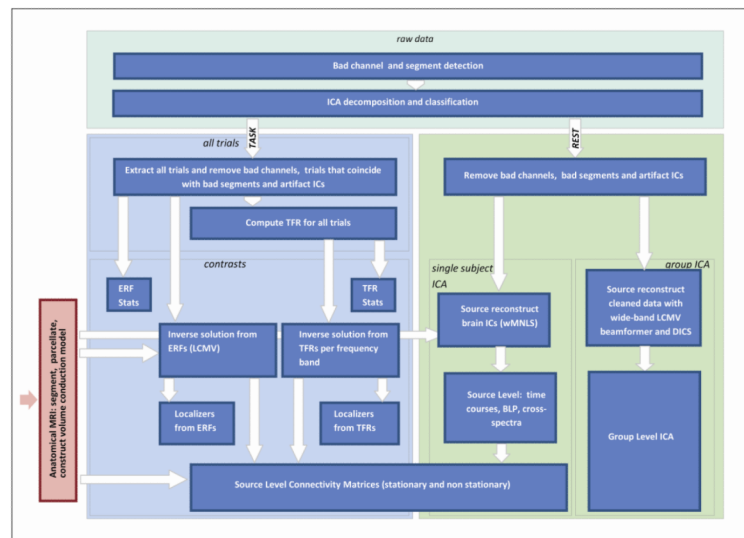 raw data
Bad channel and segment detection
ICA decomposition and classification
TASK
REST
all trials
Extract all trials and remove bad channels, trials that coincide
with bad segments and artifact ICs
Remove bad channels, bad segments and artifact ICs
Compute TFR for all trials
contrasts
single subject
ICA
group ICA
ERF
Stats
TFR
Stats
Source reconstruct
brain ICs (wMNLS)
Source reconstruct
cleaned data with
wide-band LCMV
beamformer and DICS
Anatomical MRI: segment, parcellate,
construct volume conduction model
Inverse solution from
ERFs (LCMV)
Inverse solution from
TFRs per frequency
band
Source Level: time
courses, BLP, cross-
spectra
Localizers
from ERFs
Localizers
from TFRs
Group Level ICA
Source Level Connectivity Matrices (stationary and non stationary)